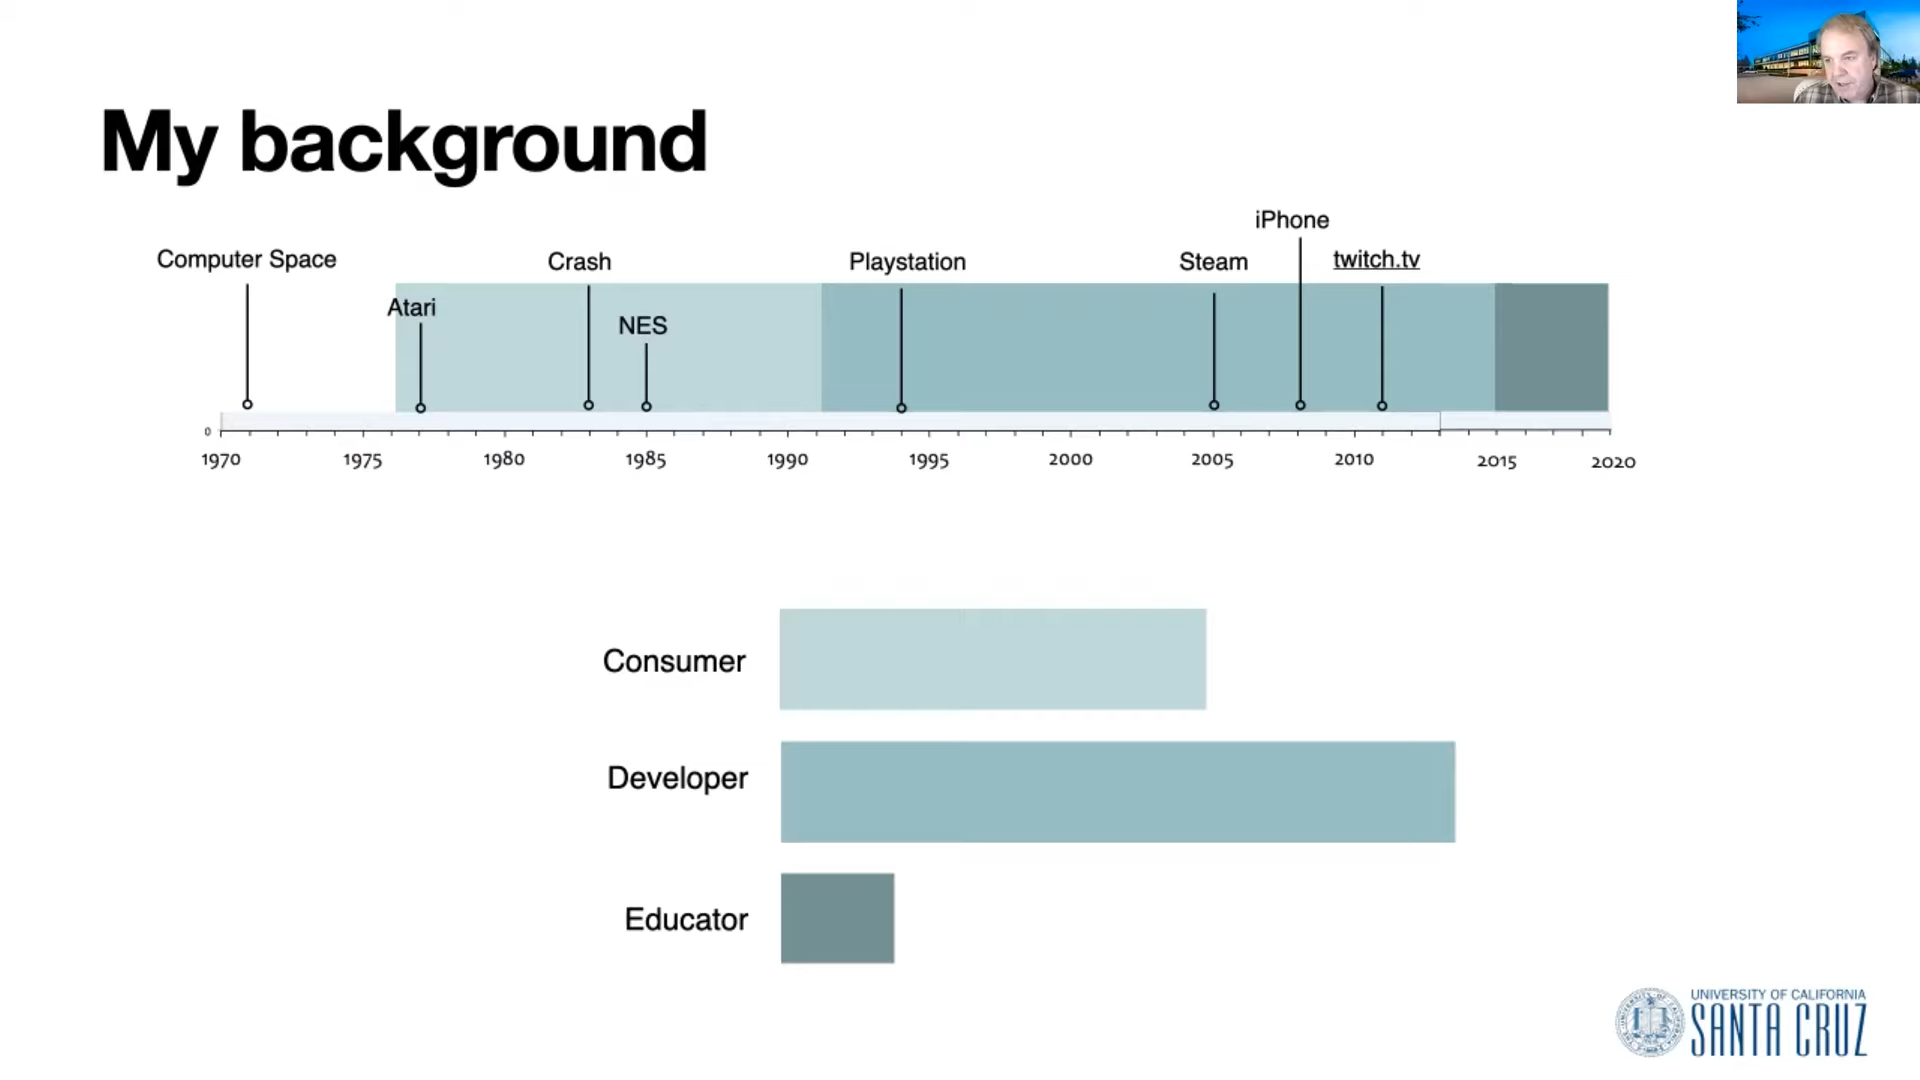 My background
iPhone
Computer Space
Crash
Playstation
Steam
twitch.tv
Atari
NES
0
1970 1975 1980 1985 1990 1995 2000 2005 2010 2015 2020
Consumer
Developer
Educator
UNIVERSITY OF CALIFORNIA
SANTA CRUZ